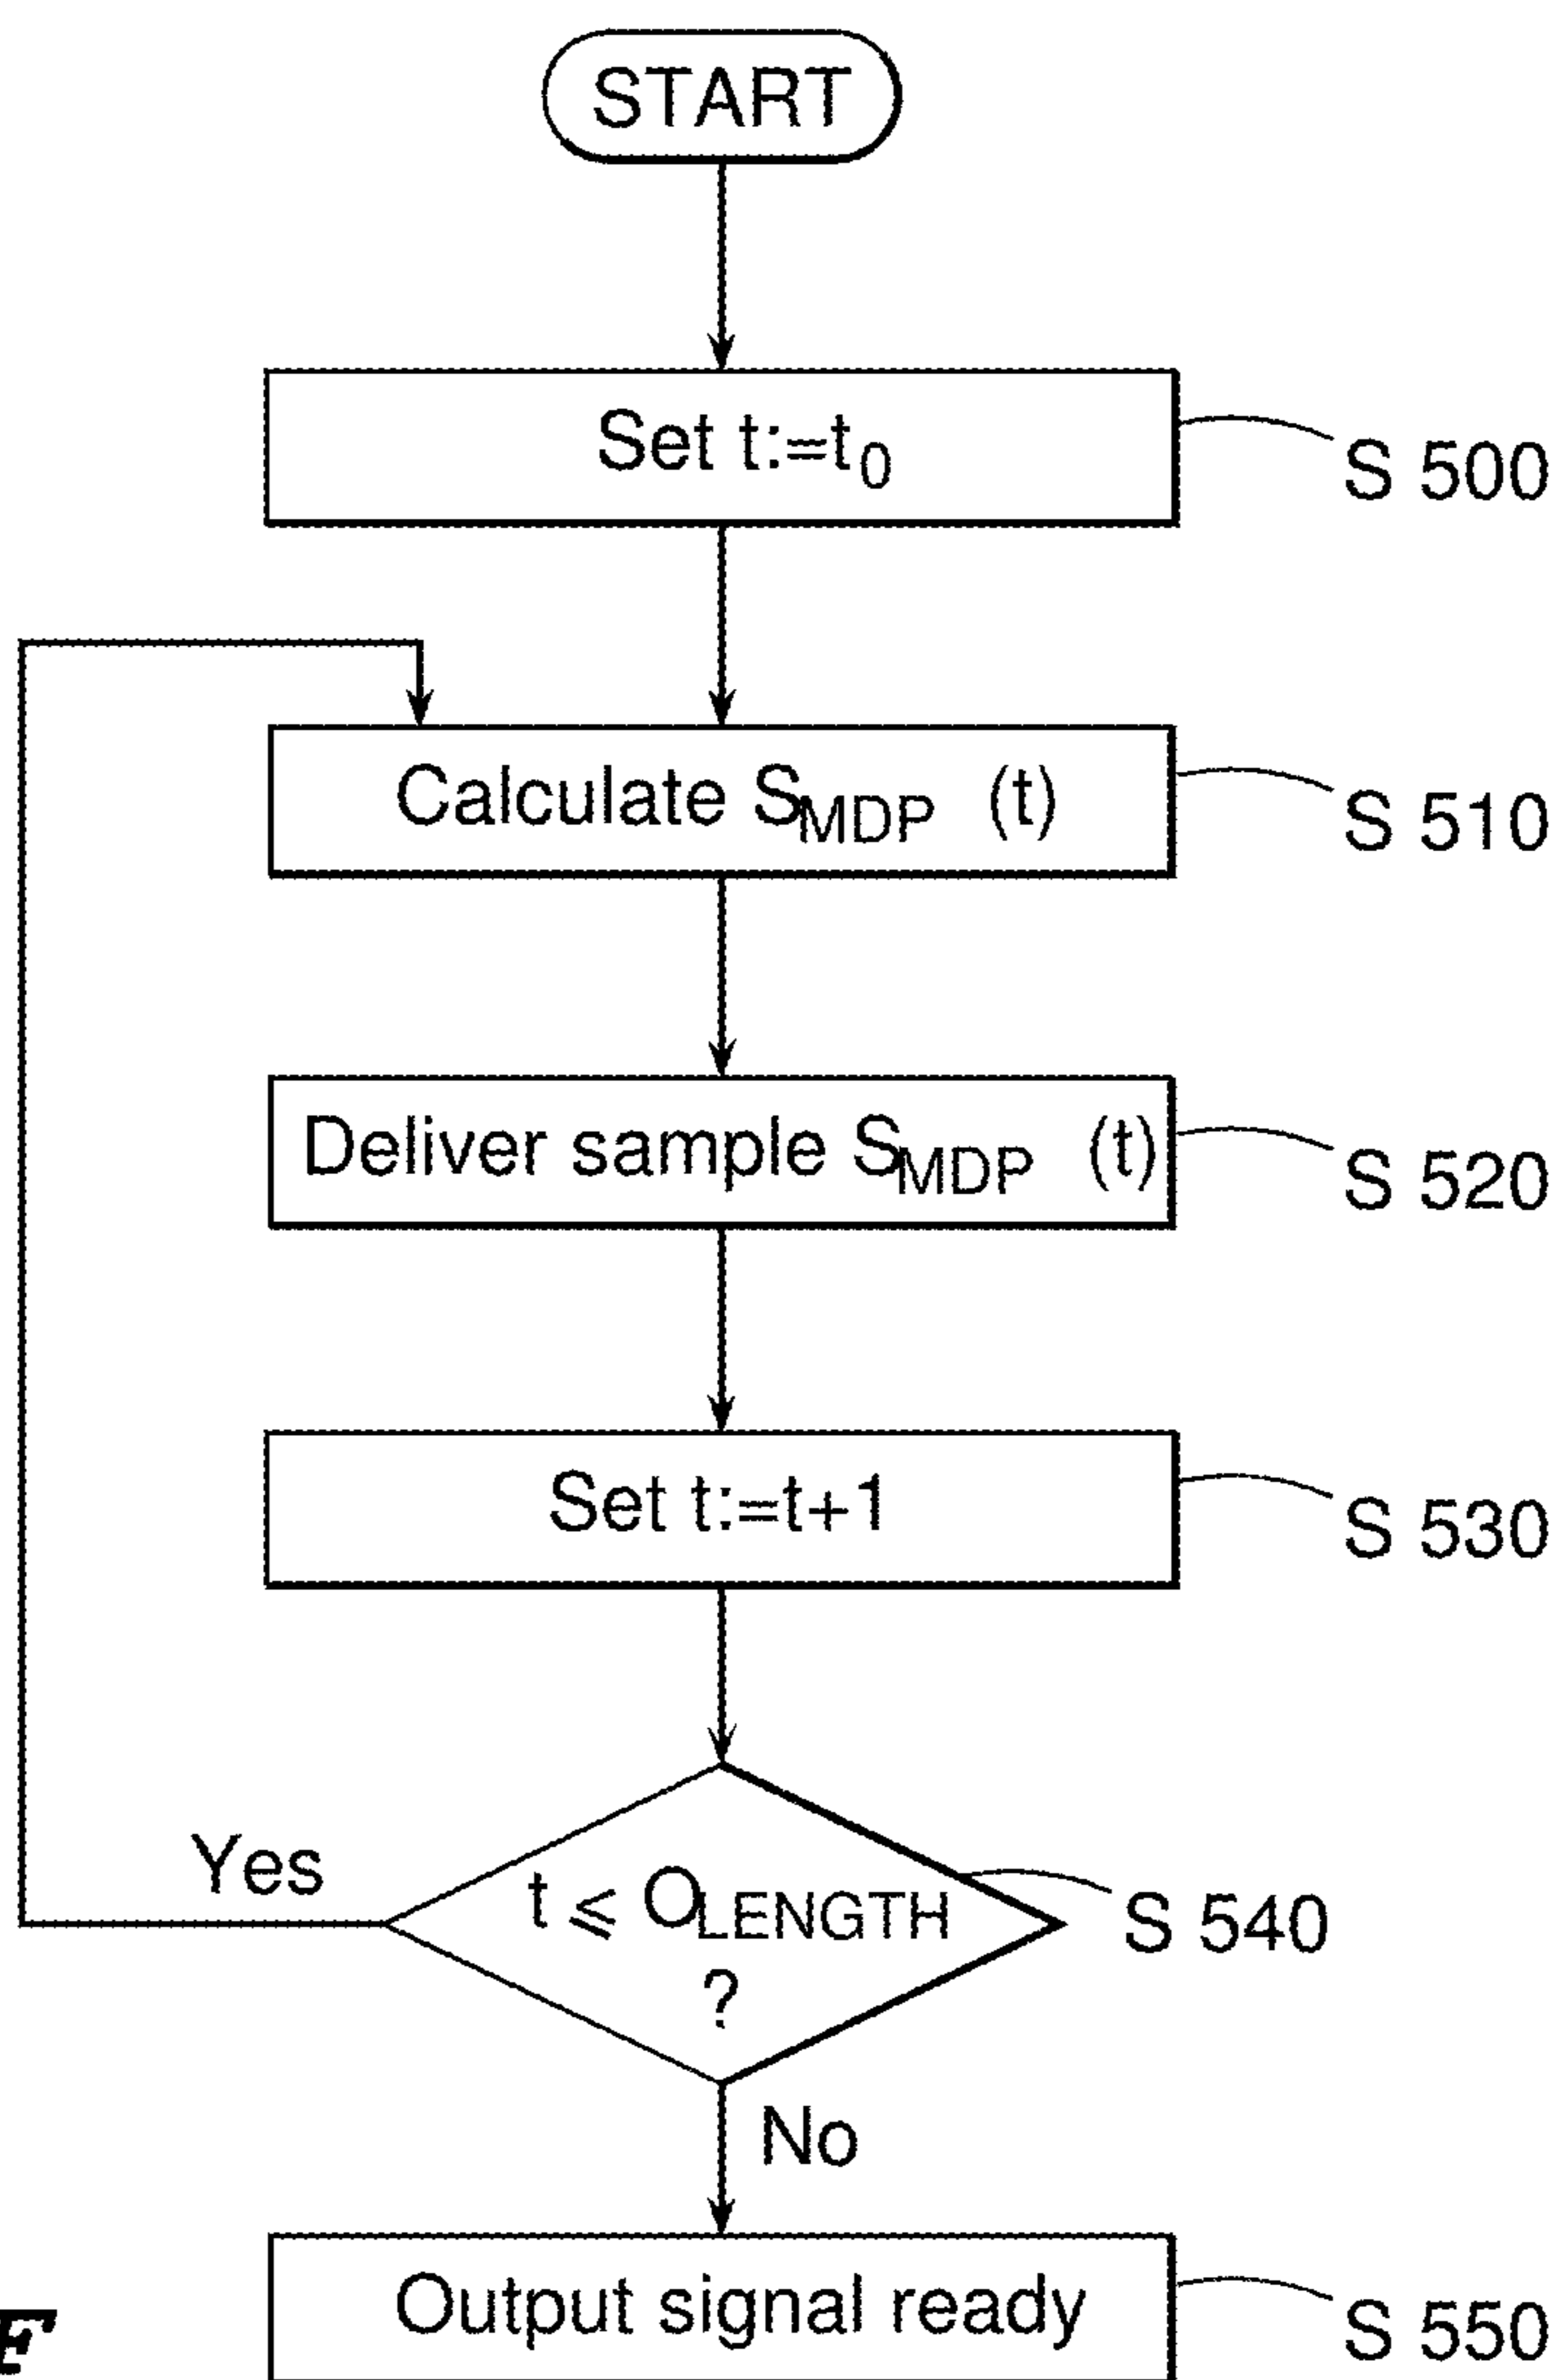 START
Set t:=t0
S 500
Calculate SMDP (t)
S 510
Deliver sample SMDP (t)
S 520
Set t:=t+1
S 530
Yes
t ⩽ OLENGTH
?
S 540
No
Output signal ready
S 550